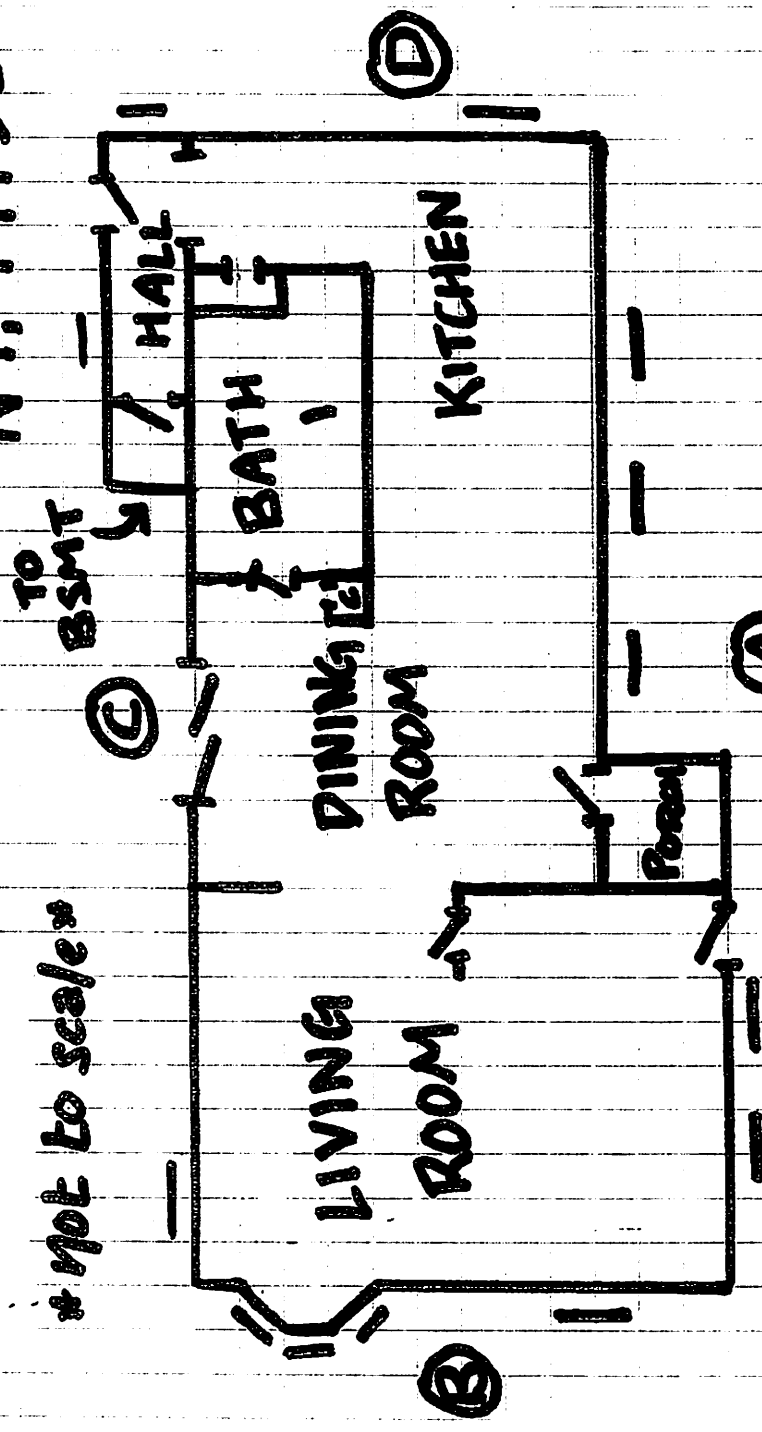 * Not to scale *
TO
BSMT
C
HALL
BATH
LIVING
ROOM
DINING
ROOM
KITCHEN
D
B
PORCH
A